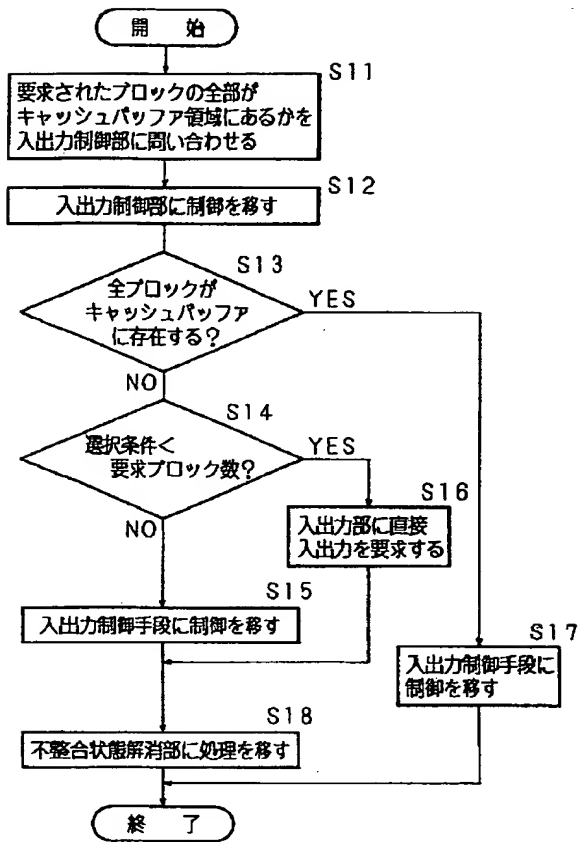 開 始
S11
要求されたブロックの全部が
キャッシュバッファ領域にあるかを
入出力制御部に問い合わせる
S12
入出力制御部に制御を移す
S13
全ブロックが
キャッシュバッファ
に存在する?
YES
NO
S14
選択条件<
要求ブロック数?
YES
NO
S16
入出力部に直接
入出力を要求する
S15
入出力制御手段に制御を移す
S17
入出力制御手段に
制御を移す
S18
不整合状態解消部に処理を移す
終 了